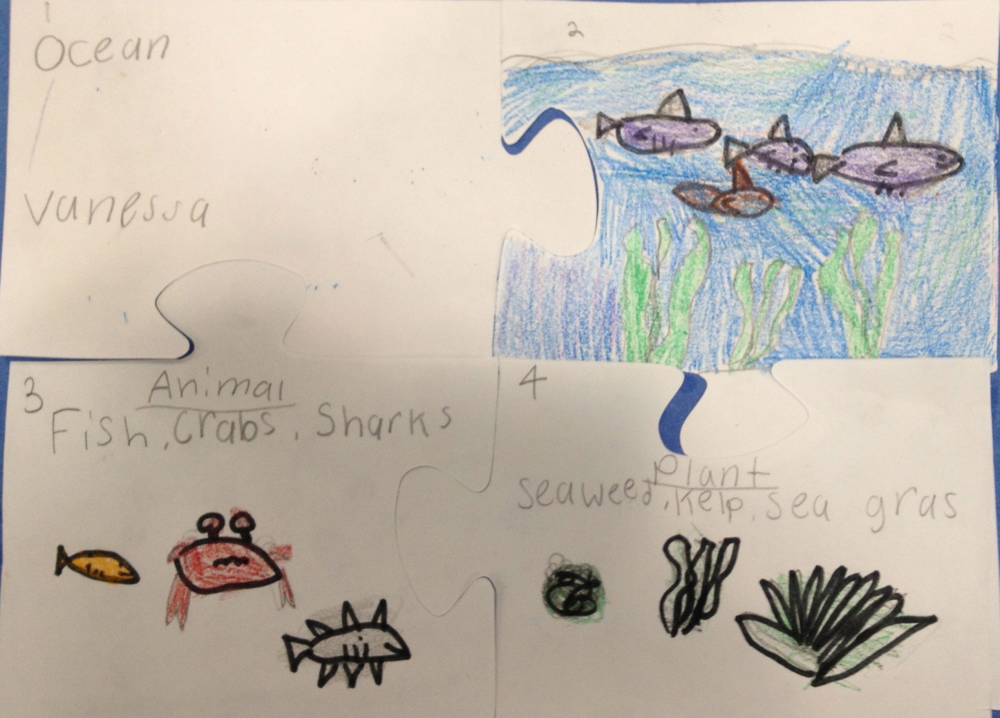 1
Ocean
Vanessa
2
3
Animal
Fish, Crabs, Sharks
4
Plant
seaweed, Kelp, sea gras